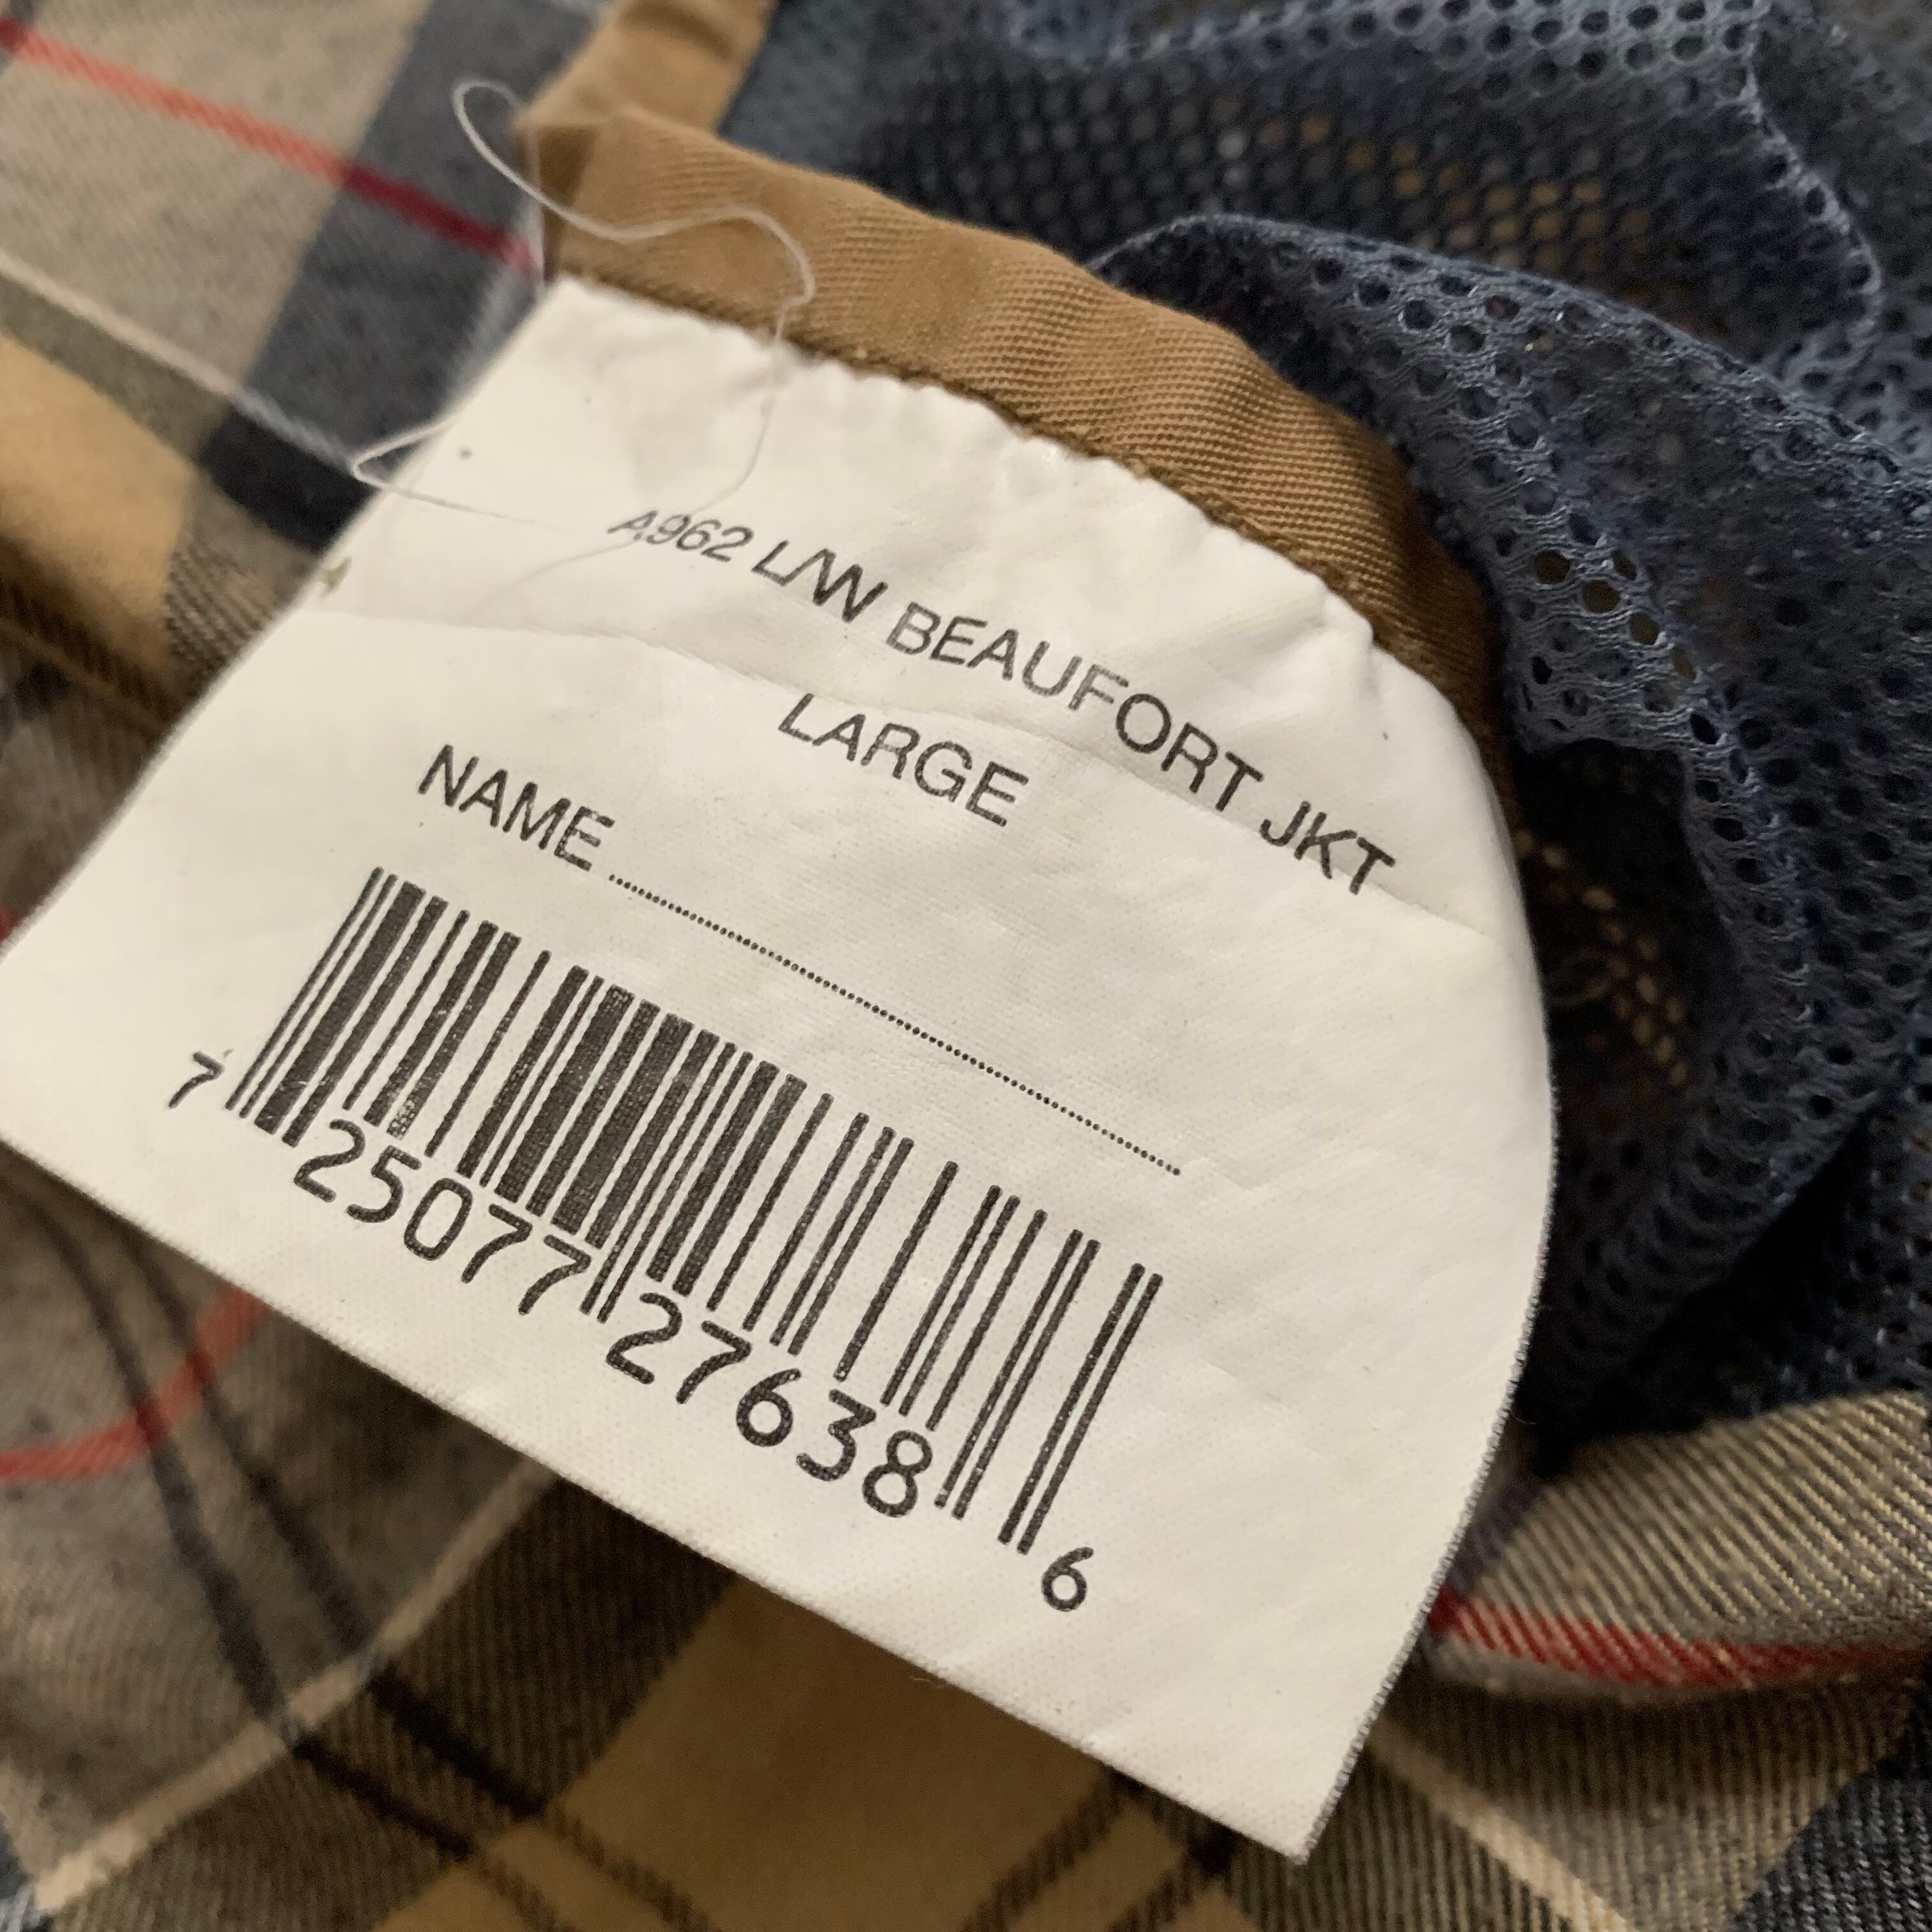 A962 L/W BEAUFORT JKT
LARGE
NAME ....................................................
7 25077 27638 6